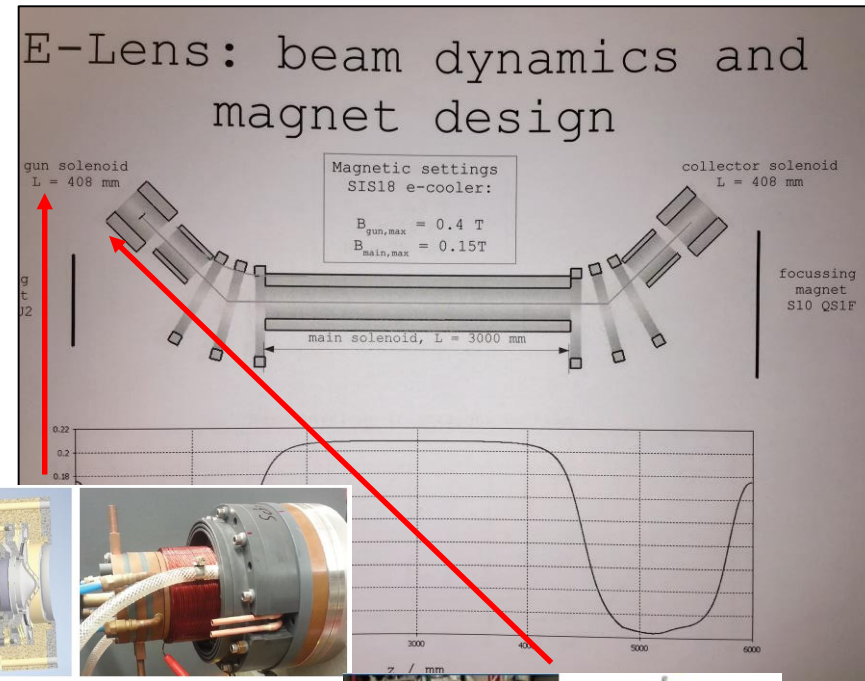 E-Lens: beam dynamics and
magnet design
gun solenoid
L = 408 mm
Magnetic settings
SIS18 e-cooler:
B gun,max = 0.4 T
B main,max = 0.15T
collector solenoid
L = 408 mm
focussing
magnet
S10 QS1F
main solenoid, L = 3000 mm
0.22
0.2
0.18
3000
5000
6000
z / mm